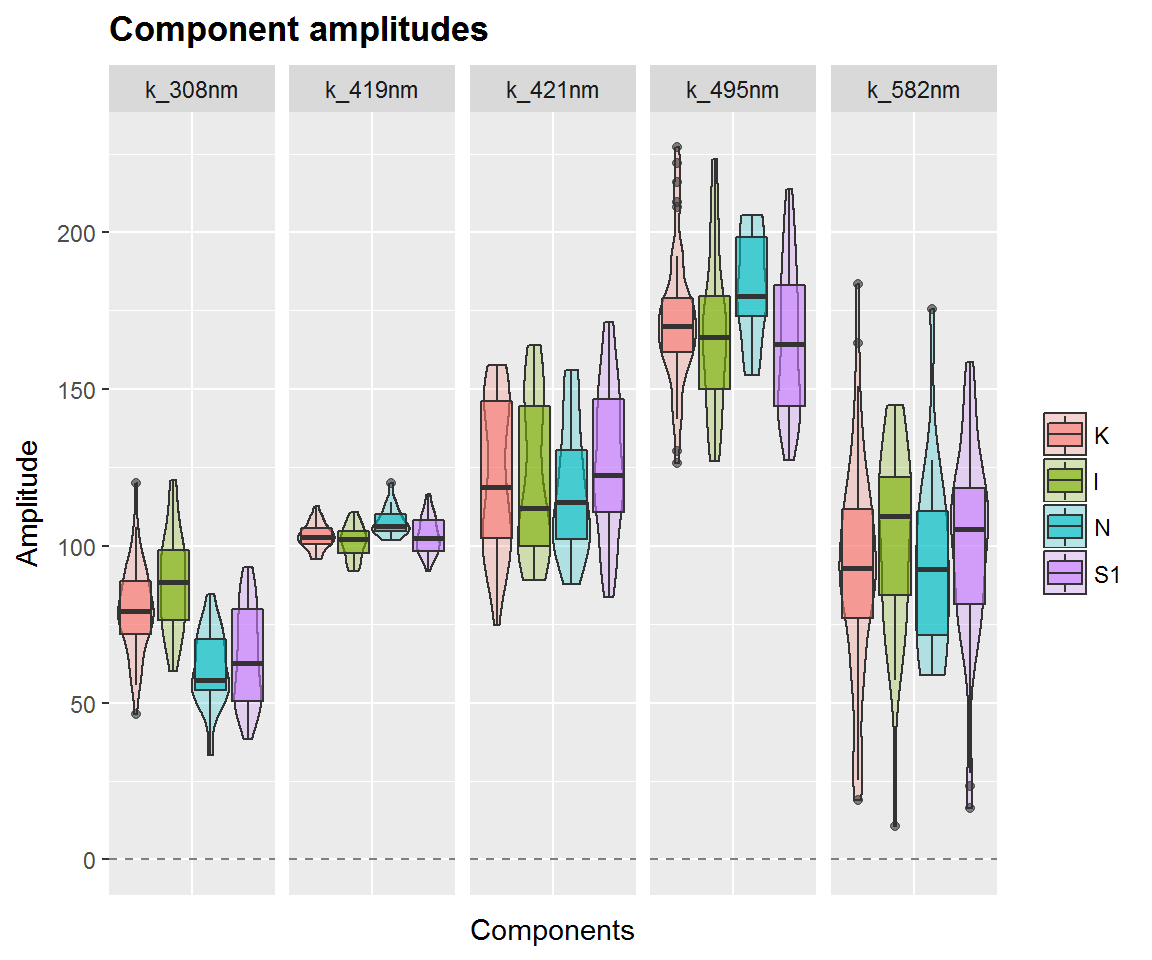 Component amplitudes
k_308nm k_419nm k_421nm k_495nm k_582nm
200
150
100
50
0
Amplitude
Components
K
I
N
S1